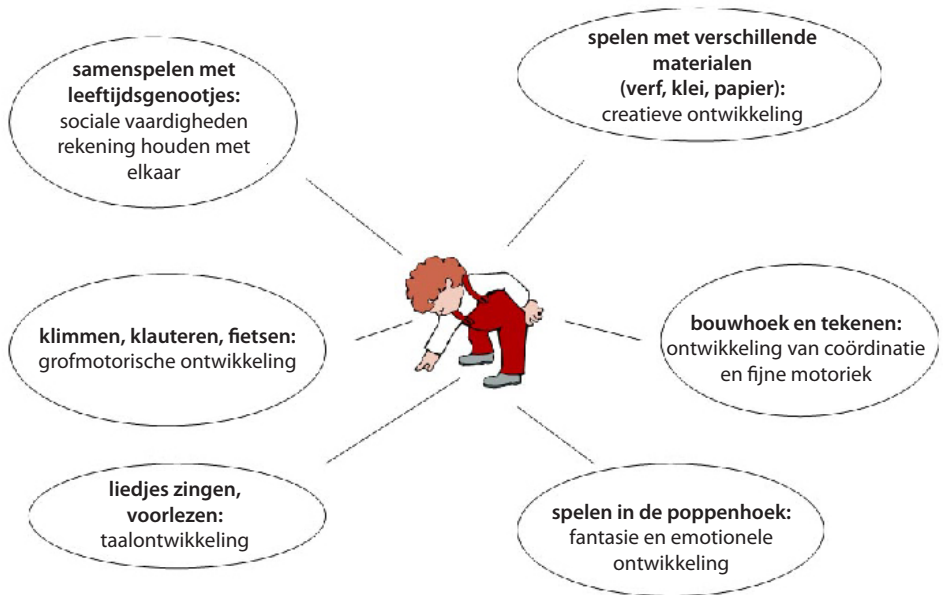 samenspelen met
leeftijdsgenootjes:
sociale vaardigheden
rekening houden met
elkaar
spelen met verschillende
materialen
(verf, klei, papier):
creatieve ontwikkeling
klimmen, klauteren, fietsen:
grofmotorische ontwikkeling
bouwhoek en tekenen:
ontwikkeling van coördinatie
en fijne motoriek
liedjes zingen,
voorlezen:
taalontwikkeling
spelen in de poppenhoek:
fantasie en emotionele
ontwikkeling